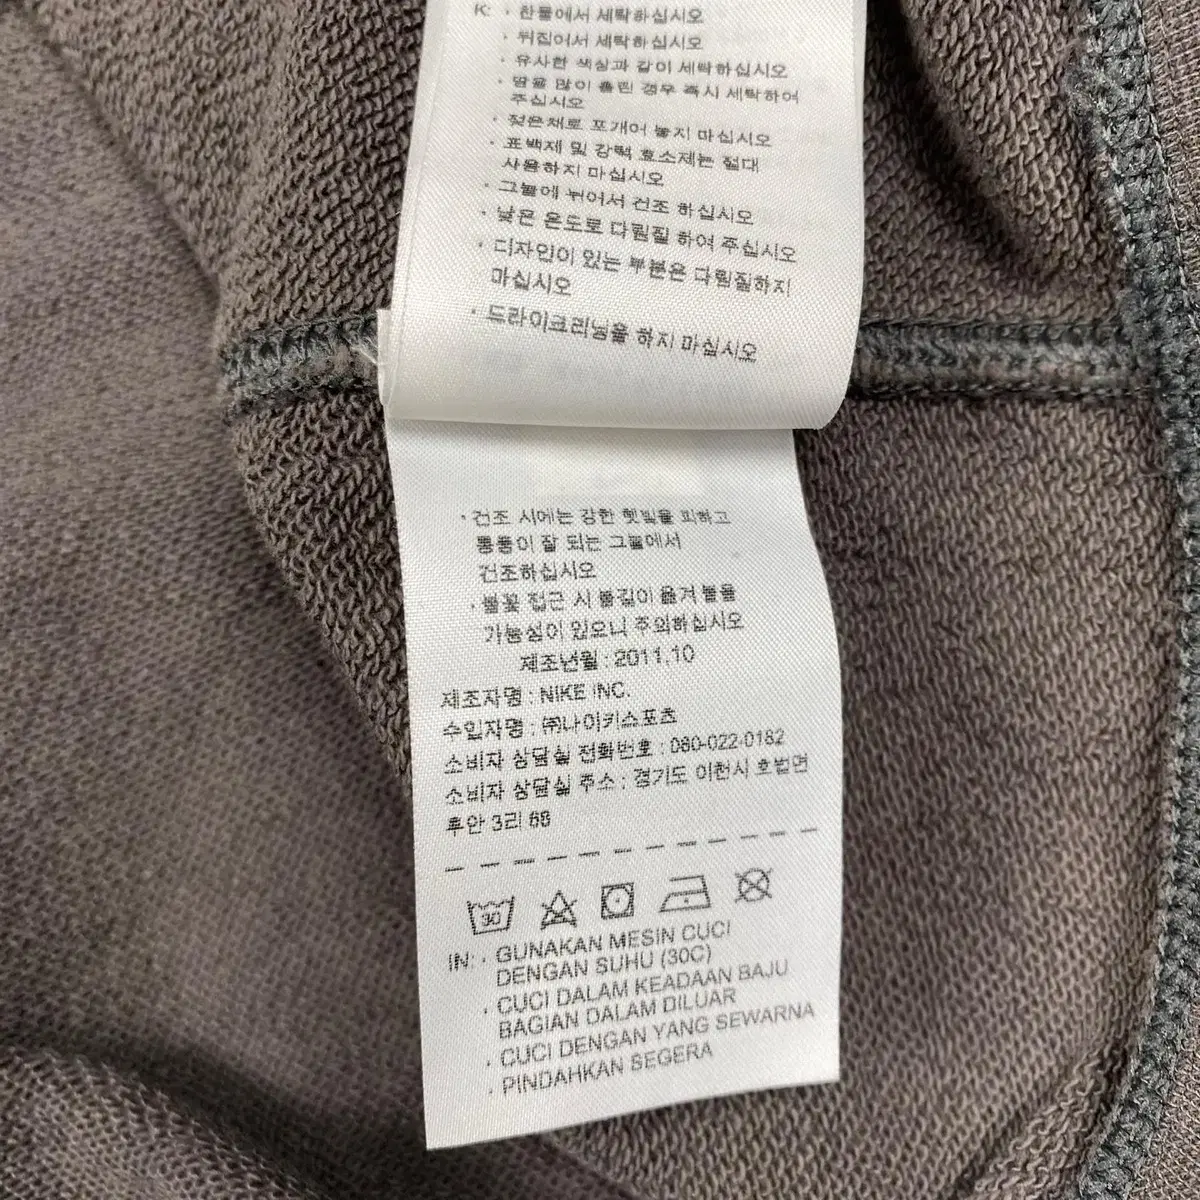 K: · 찬물에서 세탁하십시오
· 뒤집어서 세탁하십시오
· 유사한 색상과 같이 세탁하십시오
· 땀을 많이 흘린 경우 즉시 세탁하여
주십시오
· 젖은채로 포개어 놓지 마십시오
· 표백제 및 강력 효소제는 절대
사용하지 마십시오
· 그늘에 뉘어서 건조 하십시오
· 낮은 온도로 다림질 하여 주십시오
· 디자인이 있는 부분은 다림질하지
마십시오
· 드라이크리닝을 하지 마십시오
· 건조 시에는 강한 햇빛을 피하고
통풍이 잘 되는 그늘에서
건조하십시오
· 불꽃 접근 시 불길이 옮겨 붙을
가능성이 있으니 주의하십시오
제조년월 : 2011.10
제조자명 : NIKE INC.
수입자명 : ㈜나이키스포츠
소비자 상담실 전화번호 : 080-022-0182
소비자 상담실 주소 : 경기도 이천시 호법면
후안 3리 68
30
IN: · GUNAKAN MESIN CUCI
DENGAN SUHU (30C)
· CUCI DALAM KEADAAN BAJU
BAGIAN DALAM DILUAR
· CUCI DENGAN YANG SEWARNA
· PINDAHKAN SEGERA